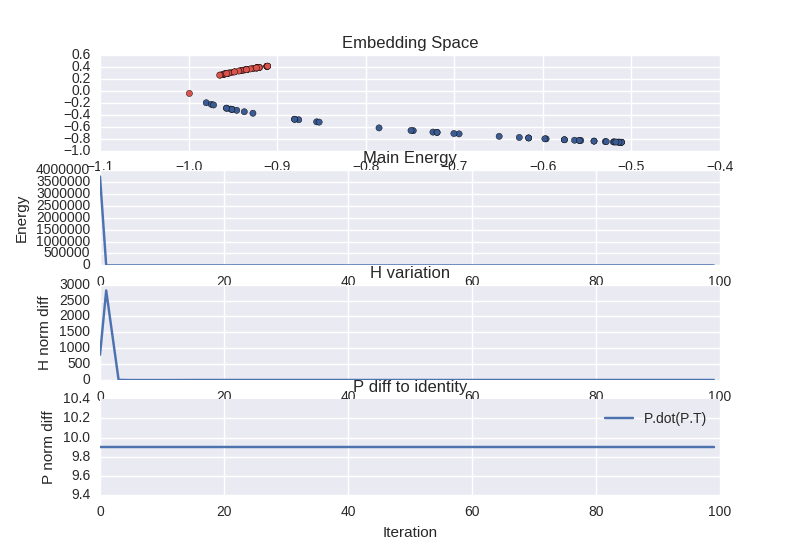 Embedding Space
0.6
0.4
0.2
0.0
−0.2
−0.4
−0.6
−0.8
−1.0
−1.1 −1.0 −0.9 −0.8 −0.7 −0.6 −0.5 −0.4
Main Energy
Energy
4000000
3500000
3000000
2500000
2000000
1500000
1000000
500000
0
0 20 40 60 80 100
H variation
H norm diff
3000
2500
2000
1500
1000
500
0
0 20 40 60 80 100
P diff to identity
P norm diff
10.4
10.2
10.0
9.8
9.6
9.4
P.dot(P.T)
0 20 40 60 80 100
Iteration